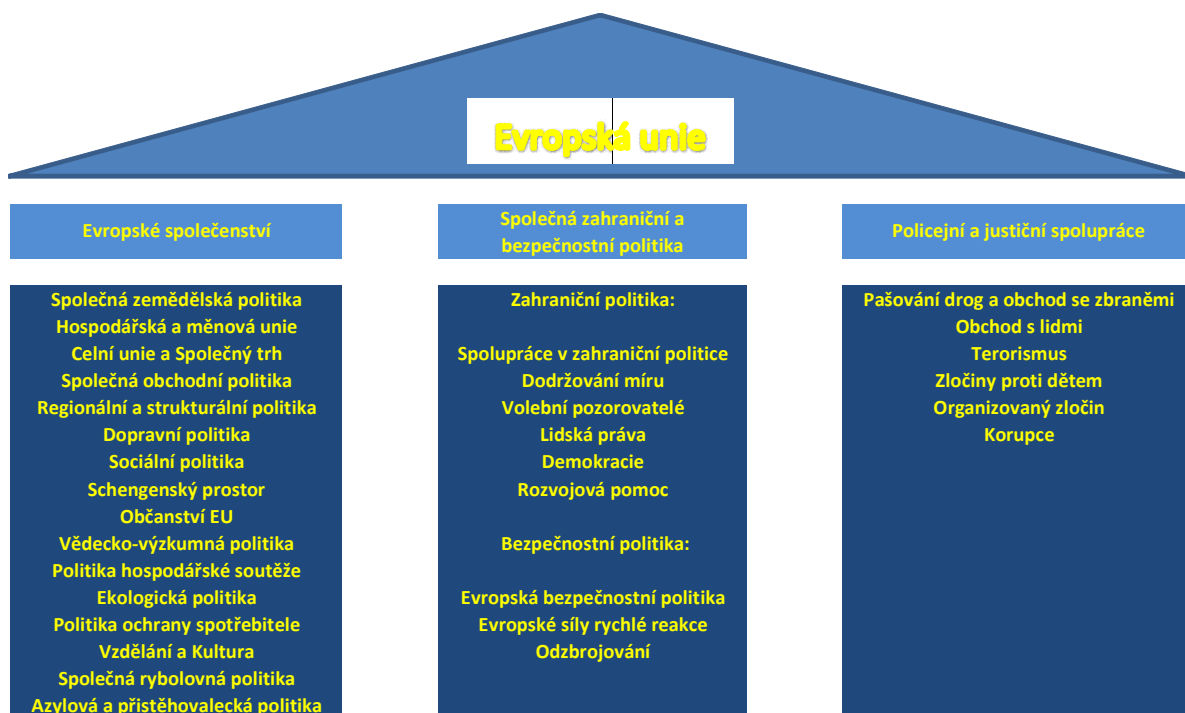 Evropská unie
Evropské společenství
Společná zahraniční a
bezpečnostní politika
Policejní a justiční spolupráce
Společná zemědělská politika
Hospodářská a měnová unie
Celní unie a Společný trh
Společná obchodní politika
Regionální a strukturální politika
Dopravní politika
Sociální politika
Schengenský prostor
Občanství EU
Vědecko-výzkumná politika
Politika hospodářské soutěže
Ekologická politika
Politika ochrany spotřebitele
Vzdělání a Kultura
Společná rybolovná politika
Azylová a přistěhovalecká politika
Zahraniční politika:
Spolupráce v zahraniční politice
Dodržování míru
Volební pozorovatelé
Lidská práva
Demokracie
Rozvojová pomoc
Bezpečnostní politika:
Evropská bezpečnostní politika
Evropské síly rychlé reakce
Odzbrojování
Pašování drog a obchod se zbraněmi
Obchod s lidmi
Terorismus
Zločiny proti dětem
Organizovaný zločin
Korupce